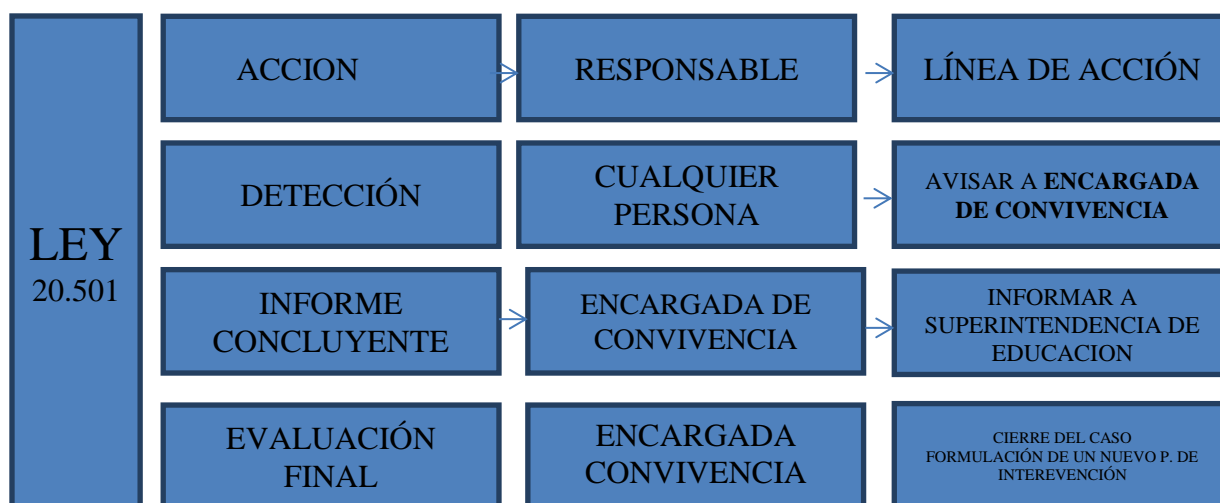 LEY
20.501
ACCION
RESPONSABLE
LÍNEA DE ACCIÓN
DETECCIÓN
CUALQUIER
PERSONA
AVISAR A ENCARGADA
DE CONVIVENCIA
INFORME
CONCLUYENTE
ENCARGADA DE
CONVIVENCIA
INFORMAR A
SUPERINTENDENCIA DE
EDUCACION
EVALUACIÓN
FINAL
ENCARGADA
CONVIVENCIA
CIERRE DEL CASO
FORMULACIÓN DE UN NUEVO P. DE
INTEREVENCIÓN